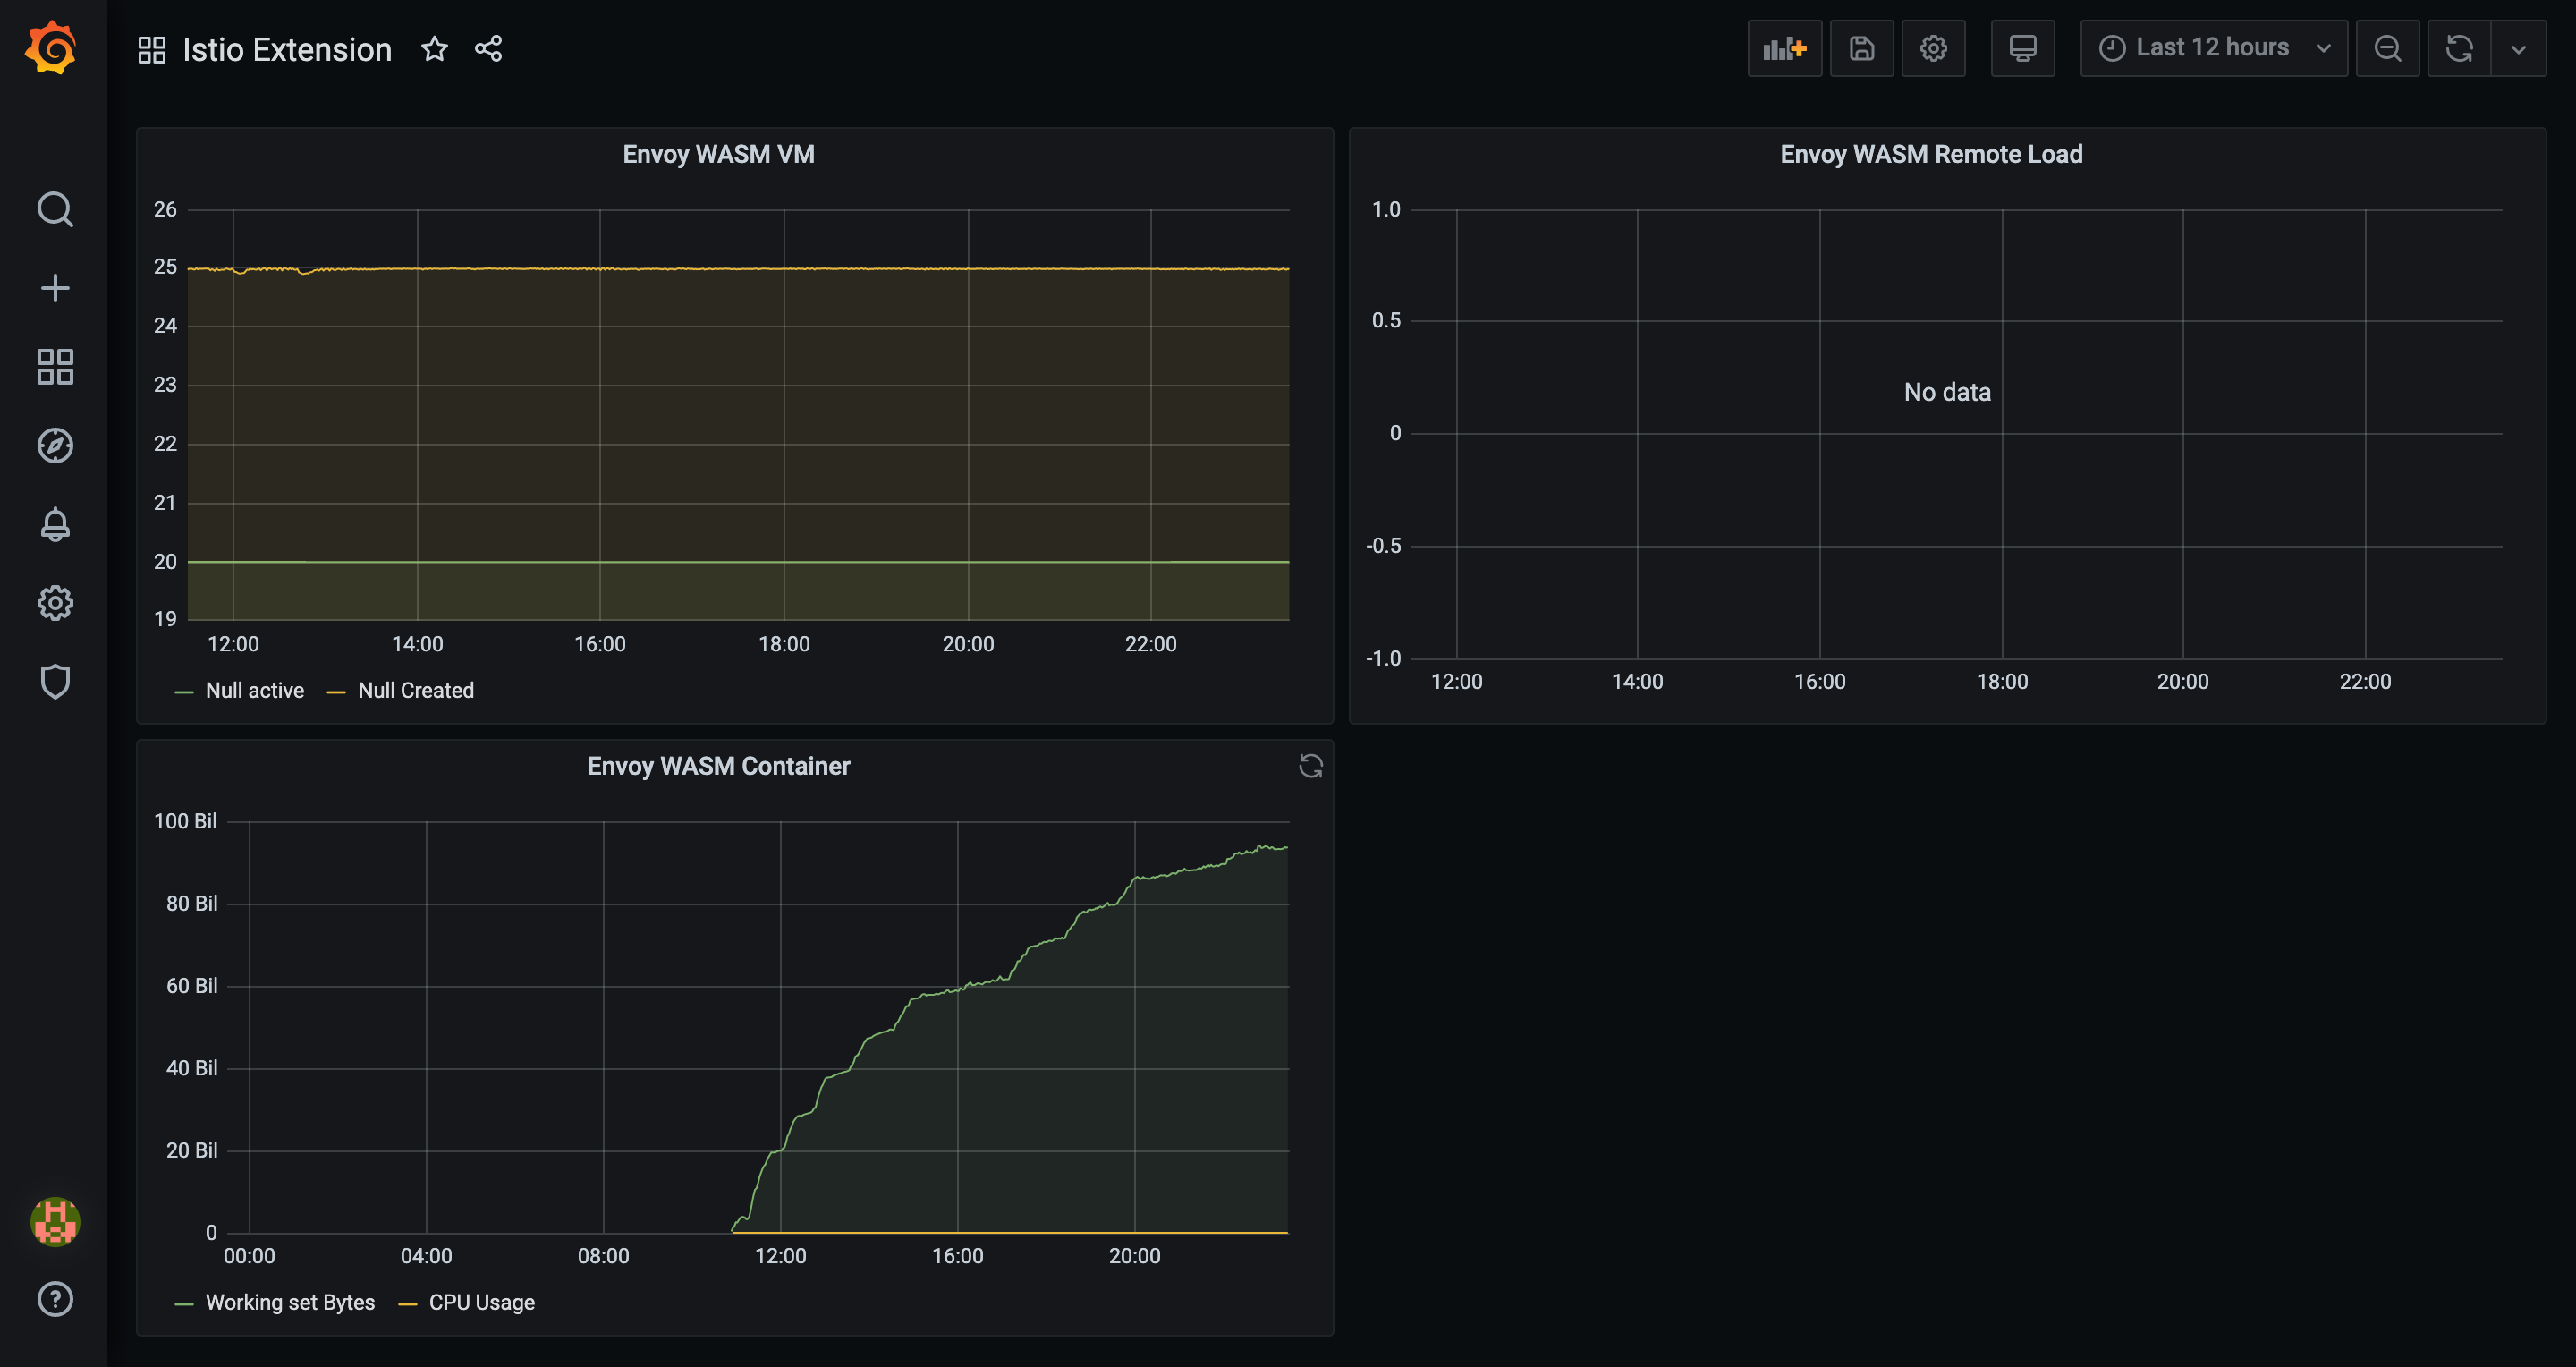 Istio Extension
Last 12 hours
Envoy WASM VM
26
25
24
23
22
21
20
19
12:00 14:00 16:00 18:00 20:00 22:00
Null active Null Created
Envoy WASM Remote Load
1.0
0.5
No data
0
-0.5
-1.0
12:00 14:00 16:00 18:00 20:00 22:00
Envoy WASM Container
100 Bil
80 Bil
60 Bil
40 Bil
20 Bil
0
00:00 04:00 08:00 12:00 16:00 20:00
Working set Bytes CPU Usage